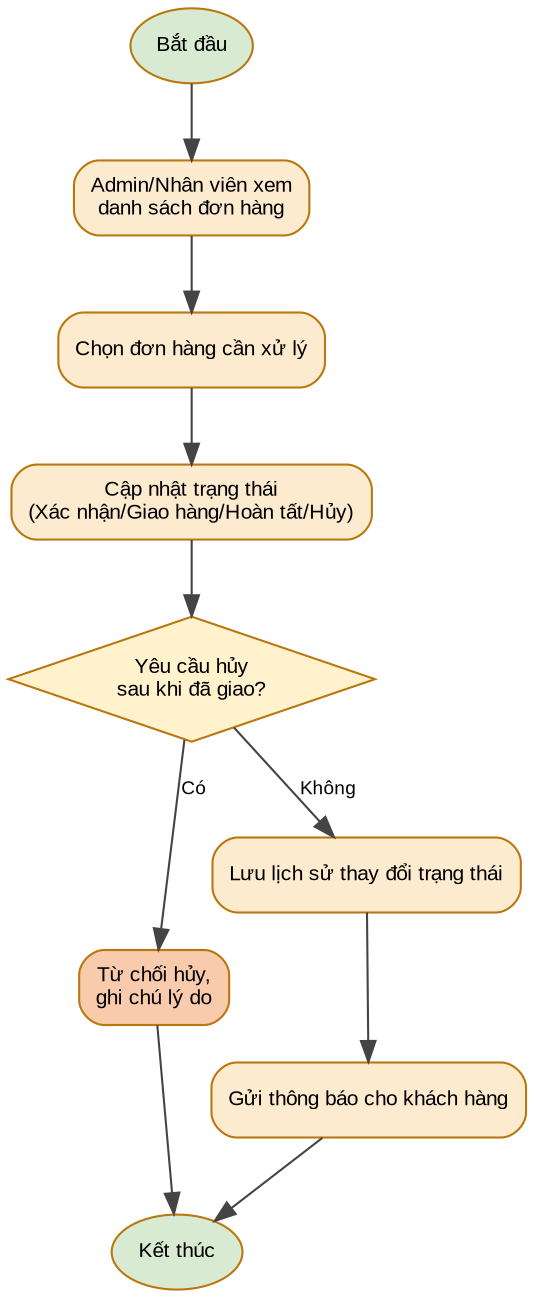 Bắt đầu
Admin/Nhân viên xem
danh sách đơn hàng
Chọn đơn hàng cần xử lý
Cập nhật trạng thái
(Xác nhận/Giao hàng/Hoàn tất/Hủy)
Yêu cầu hủy
sau khi đã giao?
Có
Không
Lưu lịch sử thay đổi trạng thái
Từ chối hủy,
ghi chú lý do
Gửi thông báo cho khách hàng
Kết thúc